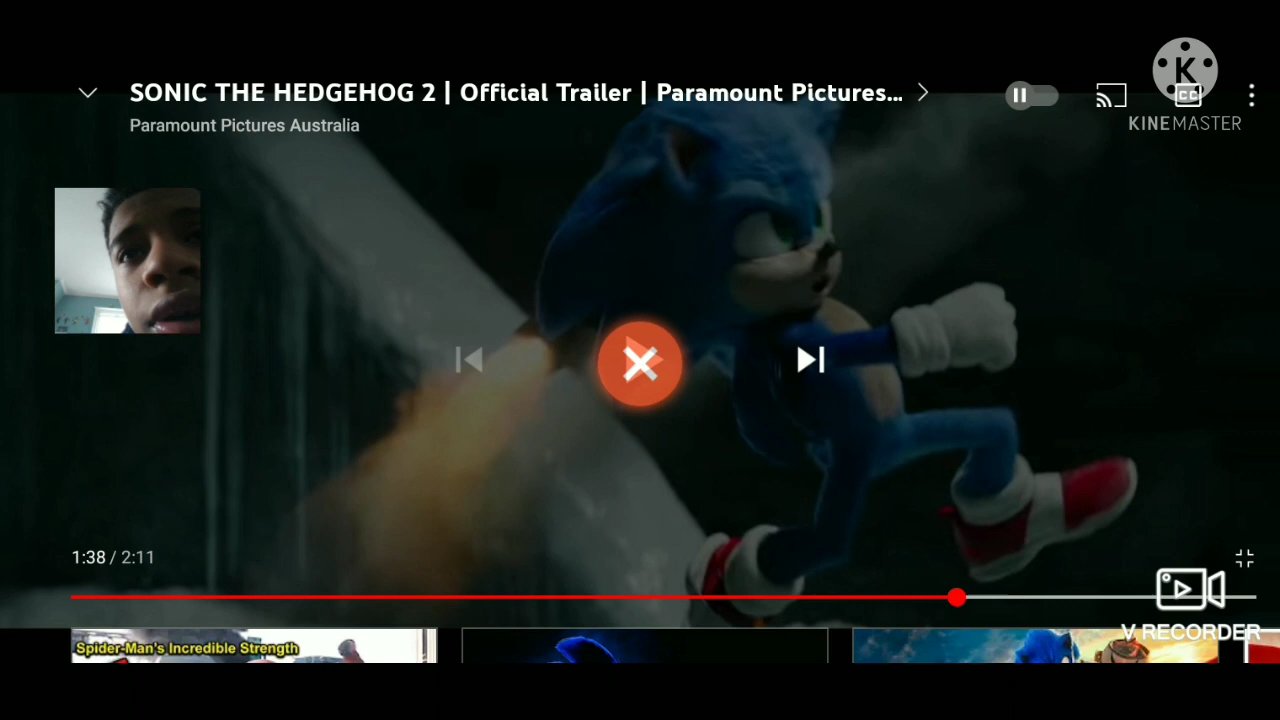 SONIC THE HEDGEHOG 2 | Official Trailer | Paramount Pictures...
Paramount Pictures Australia
K
CC
KINEMASTER
1:38 / 2:11
V RECORDER
Spider-Man's Incredible Strength